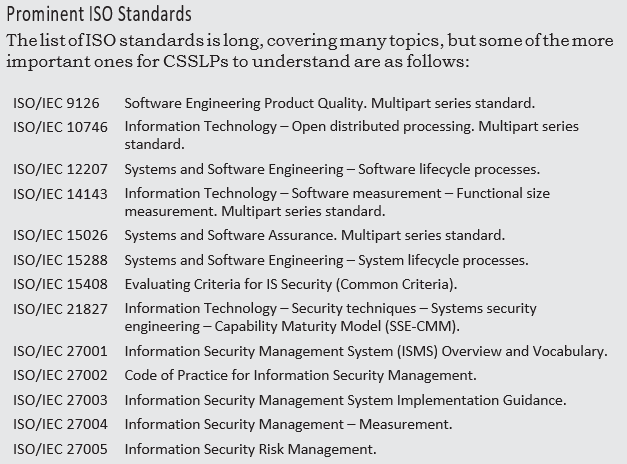 Prominent ISO Standards
The list of ISO standards is long, covering many topics, but some of the more
important ones for CSSLPs to understand are as follows:
ISO/IEC 9126 Software Engineering Product Quality. Multipart series standard.
ISO/IEC 10746 Information Technology – Open distributed processing. Multipart series
standard.
ISO/IEC 12207 Systems and Software Engineering – Software lifecycle processes.
ISO/IEC 14143 Information Technology – Software measurement – Functional size
measurement. Multipart series standard.
ISO/IEC 15026 Systems and Software Assurance. Multipart series standard.
ISO/IEC 15288 Systems and Software Engineering – System lifecycle processes.
ISO/IEC 15408 Evaluating Criteria for IS Security (Common Criteria).
ISO/IEC 21827 Information Technology – Security techniques – Systems security
engineering – Capability Maturity Model (SSE-CMM).
ISO/IEC 27001 Information Security Management System (ISMS) Overview and Vocabulary.
ISO/IEC 27002 Code of Practice for Information Security Management.
ISO/IEC 27003 Information Security Management System Implementation Guidance.
ISO/IEC 27004 Information Security Management – Measurement.
ISO/IEC 27005 Information Security Risk Management.